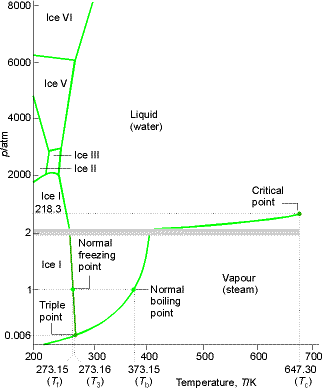 8000
Ice VI
6000
Ice V
Liquid
(water)
p/atm
4000
Ice III
Ice II
2000
Ice I
218.3
Critical
point
2
Ice I
Normal
freezing
point
Vapour
(steam)
1
Normal
boiling
point
Triple
point
0.006
200 300 400 500 600 700
273.15 273.16 373.15 Temperature, T/K 647.30
(Tf) (T3) (Tb) (Tc)